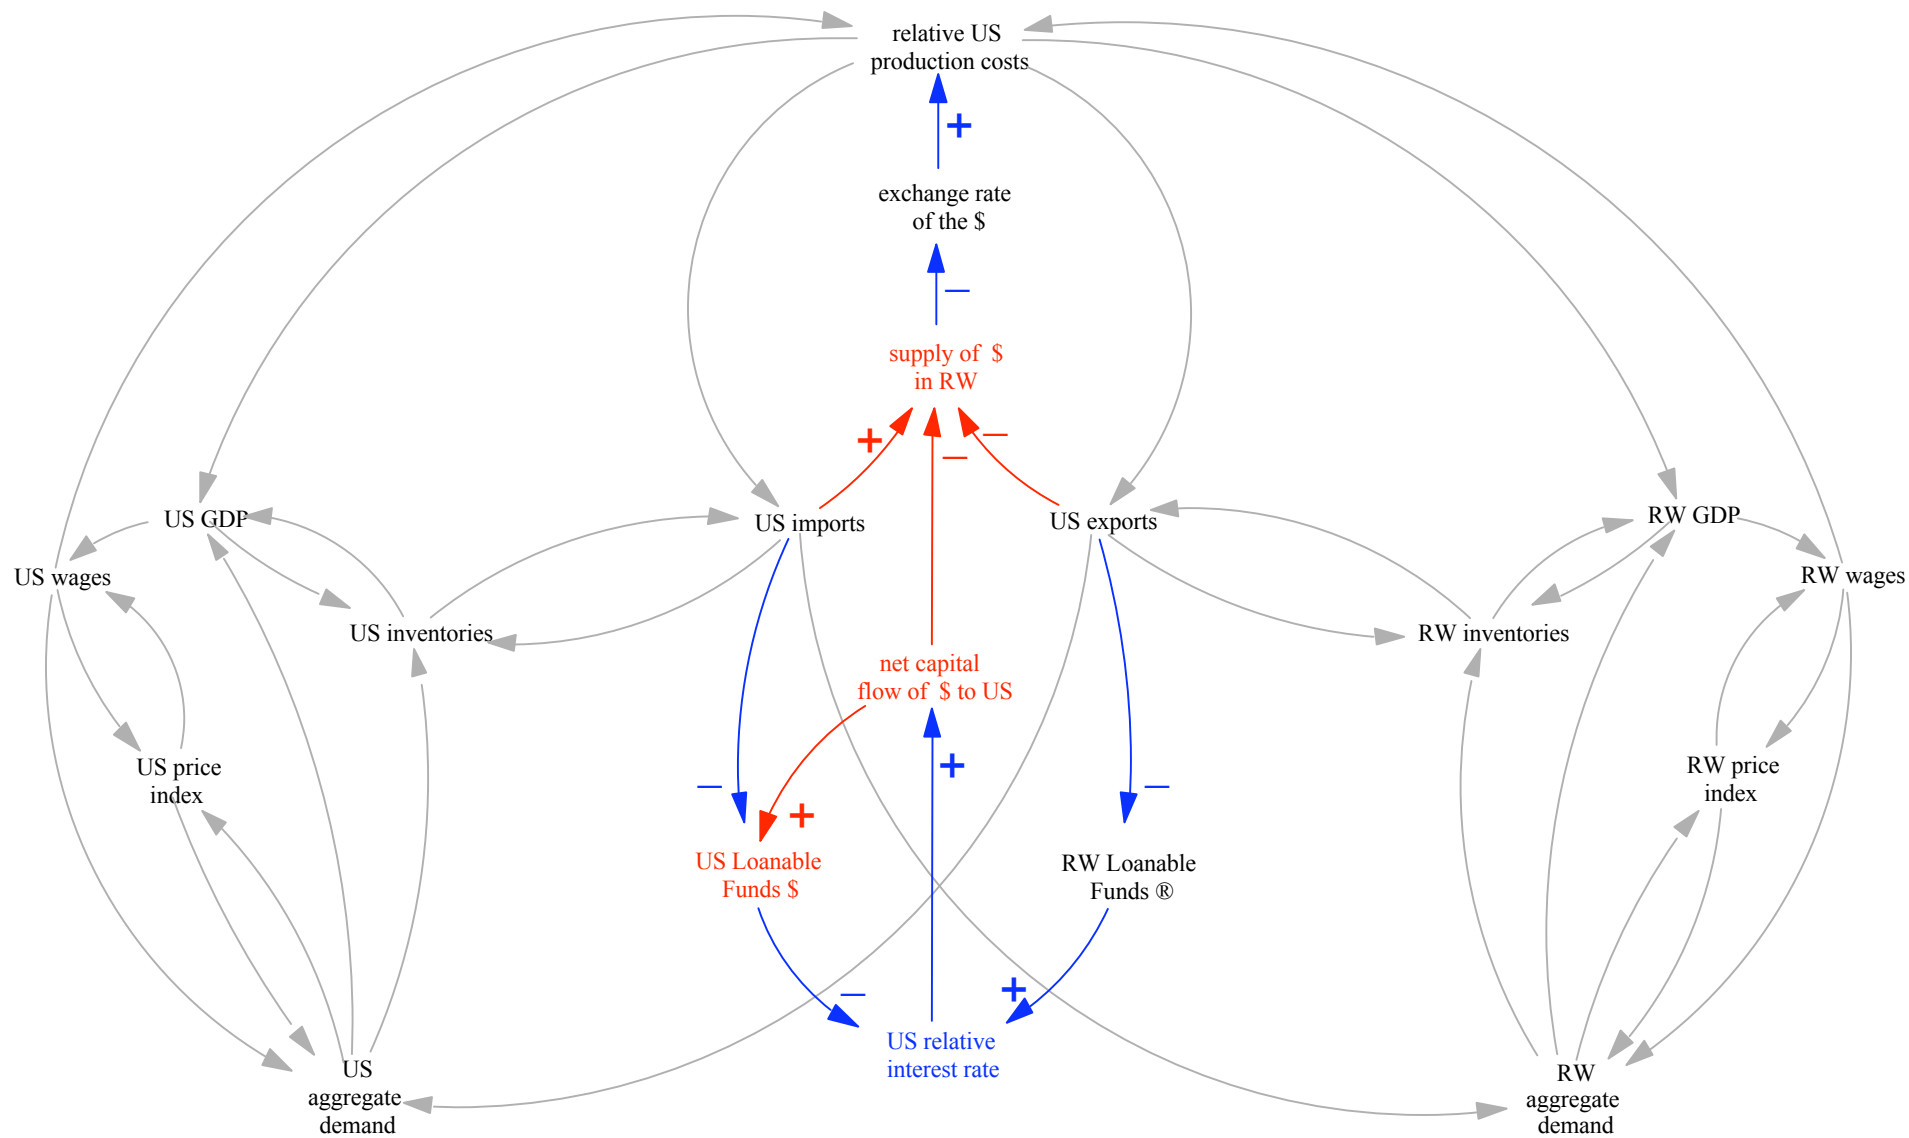 relative US
production costs
+
exchange rate
of the $
–
supply of $
in RW
+
–
–
US GDP
US imports
US exports
RW GDP
US wages
RW wages
US inventories
RW inventories
net capital
flow of $ to US
US price
index
–
+
+
–
RW price
index
US Loanable
Funds $
RW Loanable
Funds ®
–
+
US relative
interest rate
US
aggregate
demand
RW
aggregate
demand